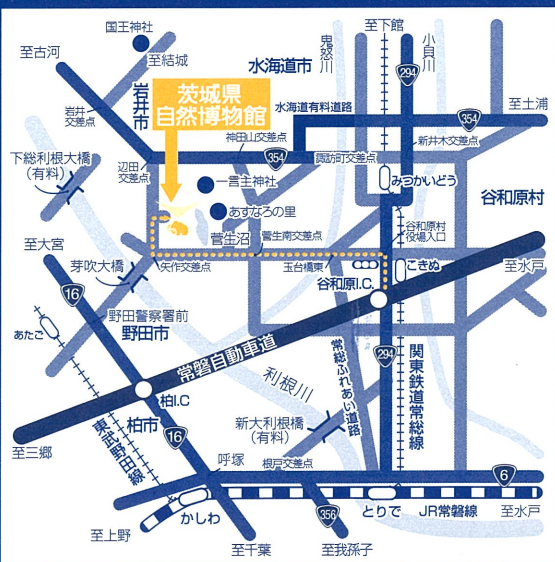 国王神社
至古河
至結城
鬼怒川
至下館
小貝川
水海道市
294
岩井交差点
岩井市
茨城県
自然博物館
水海道有料道路
354
至土浦
神田山交差点
新井木交差点
下総利根大橋
(有料)
辺田
交差点
354
諏訪町交差点
一言主神社
みつかいどう
谷和原村
あすなろの里
菅生沼
菅生南交差点
谷和原村
役場入口
至大宮
芽吹大橋
矢作交差点
玉台橋東
こきぬ
至水戸
16
谷和原I.C.
野田警察署前
野田市
あたご
常磐自動車道
294
常総ふれあい道路
関東鉄道常総線
利根川
柏I.C
柏市
新大利根橋
(有料)
16
東武野田線
至三郷
呼塚
根戸交差点
6
かしわ
356
とりで
JR常磐線
至水戸
至上野
至千葉
至我孫子